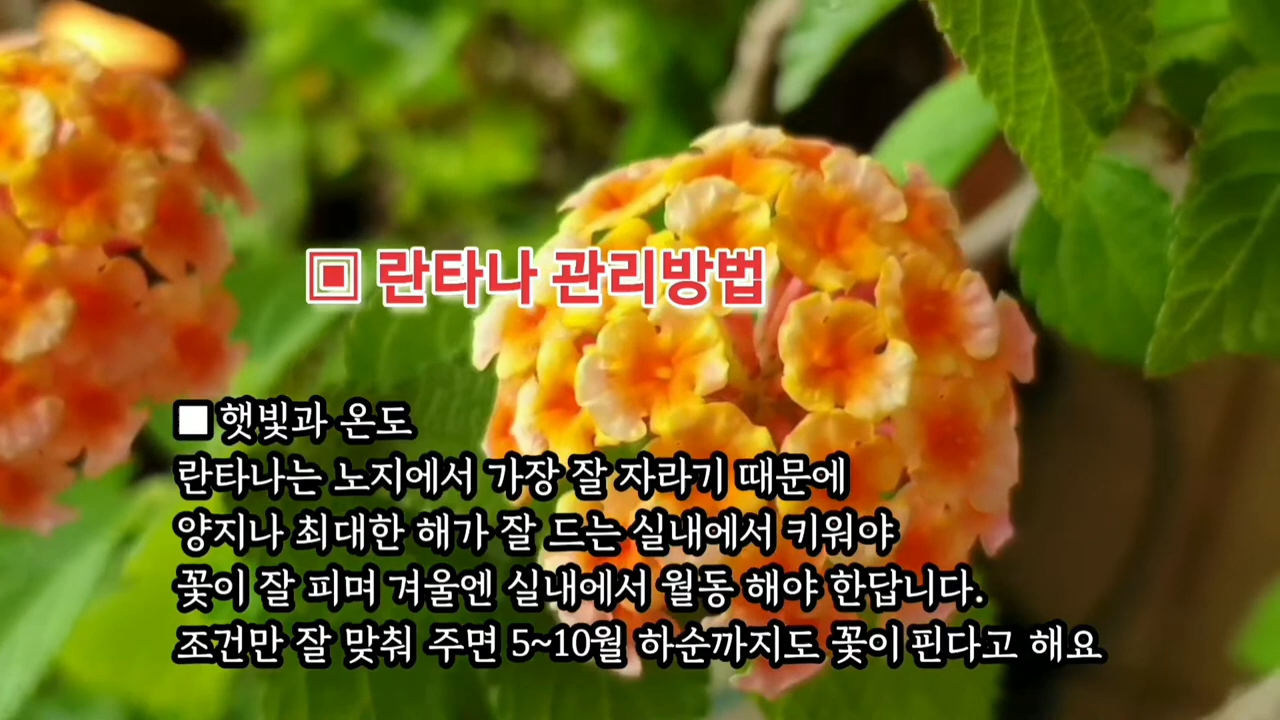 ▣ 란타나 관리방법
■ 햇빛과 온도
란타나는 노지에서 가장 잘 자라기 때문에
양지나 최대한 해가 잘 드는 실내에서 키워야
꽃이 잘 피며 겨울엔 실내에서 월동 해야 한답니다.
조건만 잘 맞춰 주면 5~10월 하순까지도 꽃이 핀다고 해요